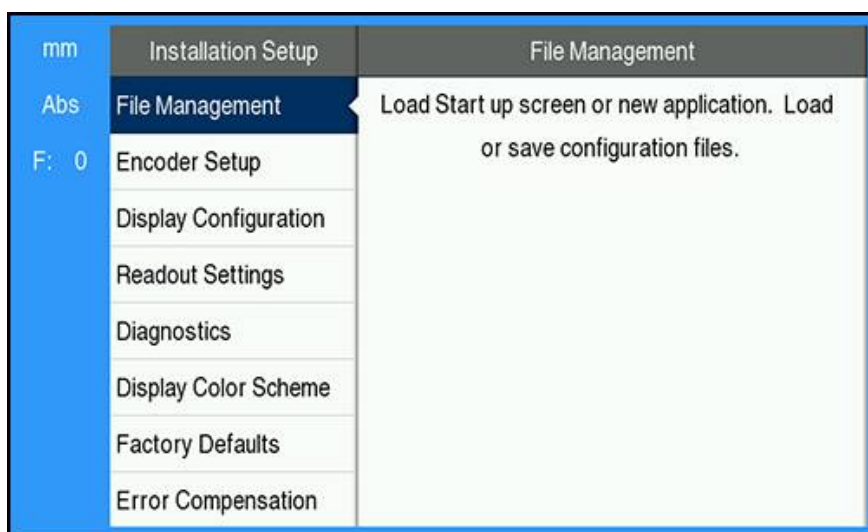 mm
Abs
F: 0
Installation Setup
File Management
Encoder Setup
Display Configuration
Readout Settings
Diagnostics
Display Color Scheme
Factory Defaults
Error Compensation
File Management
Load Start up screen or new application. Load
or save configuration files.